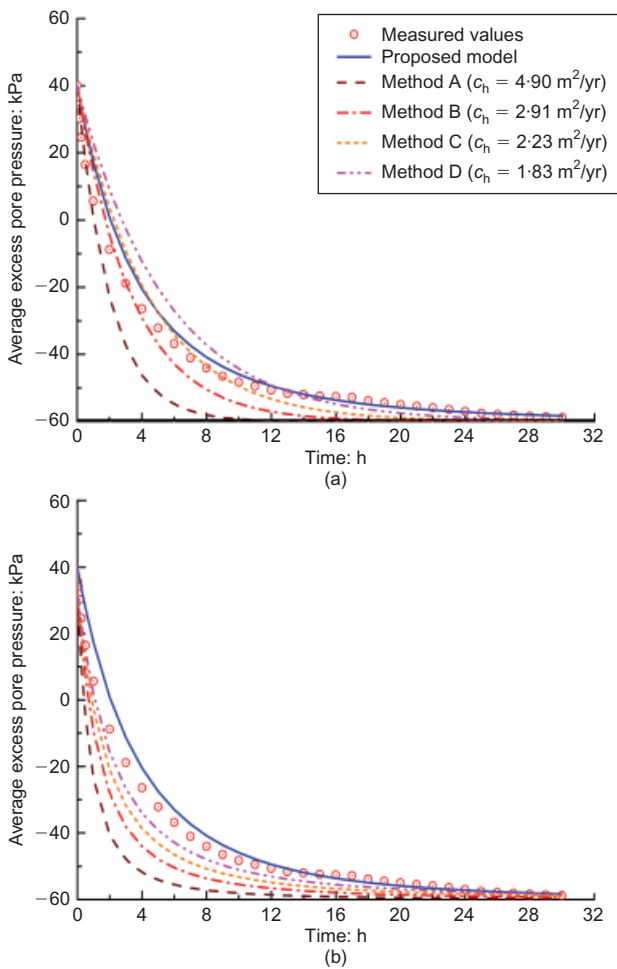 Measured values
Proposed model
Method A (ch = 4·90 m²/yr)
Method B (ch = 2·91 m²/yr)
Method C (ch = 2·23 m²/yr)
Method D (ch = 1·83 m²/yr)
Average excess pore pressure: kPa
60
40
20
0
−20
−40
−60
0 4 8 12 16 20 24 28 32
Time: h
(a)
Average excess pore pressure: kPa
60
40
20
0
−20
−40
−60
0 4 8 12 16 20 24 28 32
Time: h
(b)